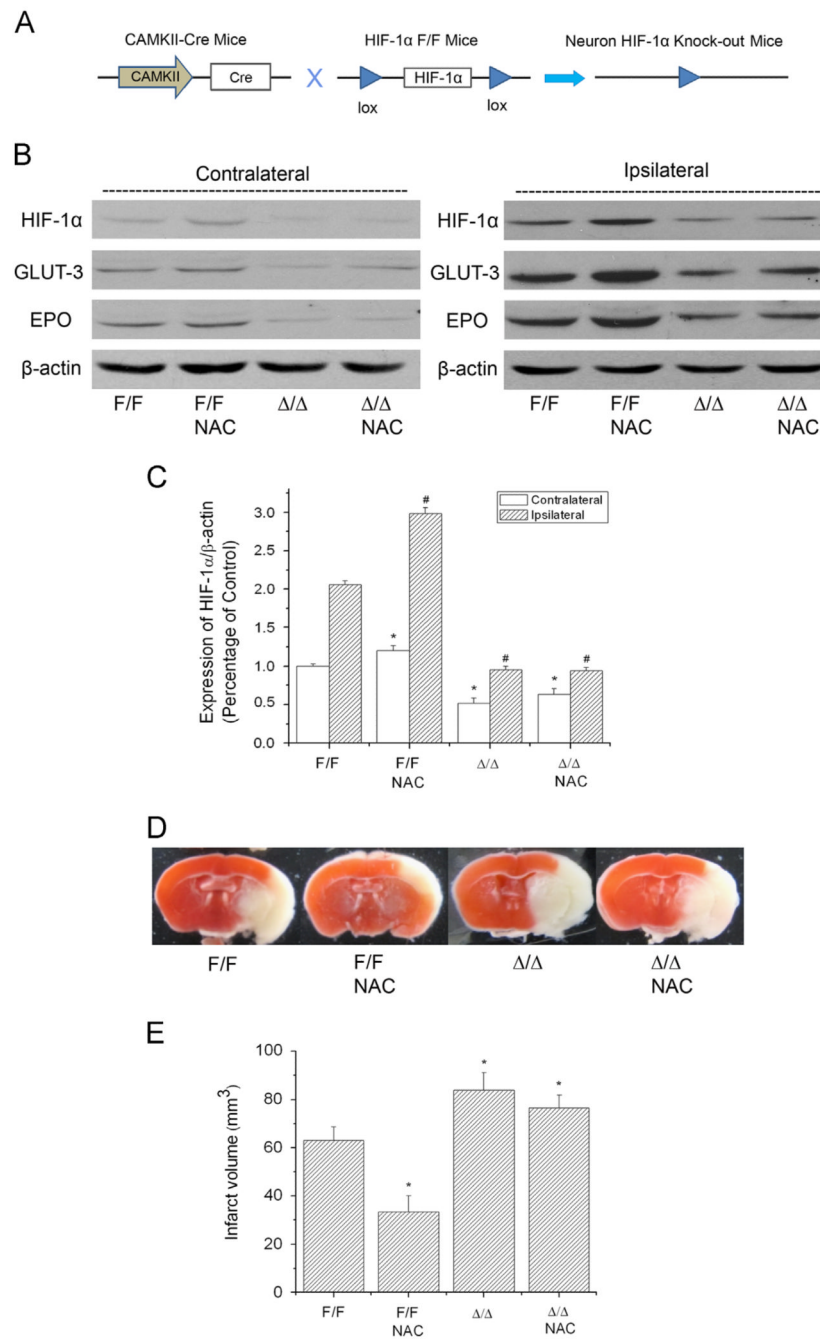 A
CAMKII-Cre Mice
HIF-1α F/F Mice
Neuron HIF-1α Knock-out Mice
CAMKII
Cre
X
HIF-1α
lox
lox
B
Contralateral
Ipsilateral
HIF-1α
GLUT-3
EPO
β-actin
F/F
F/F NAC
Δ/Δ
Δ/Δ NAC
HIF-1α
GLUT-3
EPO
β-actin
F/F
F/F NAC
Δ/Δ
Δ/Δ NAC
C
Expression of HIF-1α/β-actin
(Percentage of Control)
3.0
2.5
2.0
1.5
1.0
0.5
0.0
Contralateral
Ipsilateral
*
#
*
#
*
#
F/F
F/F NAC
Δ/Δ
Δ/Δ NAC
D
F/F
F/F NAC
Δ/Δ
Δ/Δ NAC
E
Infarct volume (mm³)
100
80
60
40
20
0
*
*
*
F/F
F/F NAC
Δ/Δ
Δ/Δ NAC